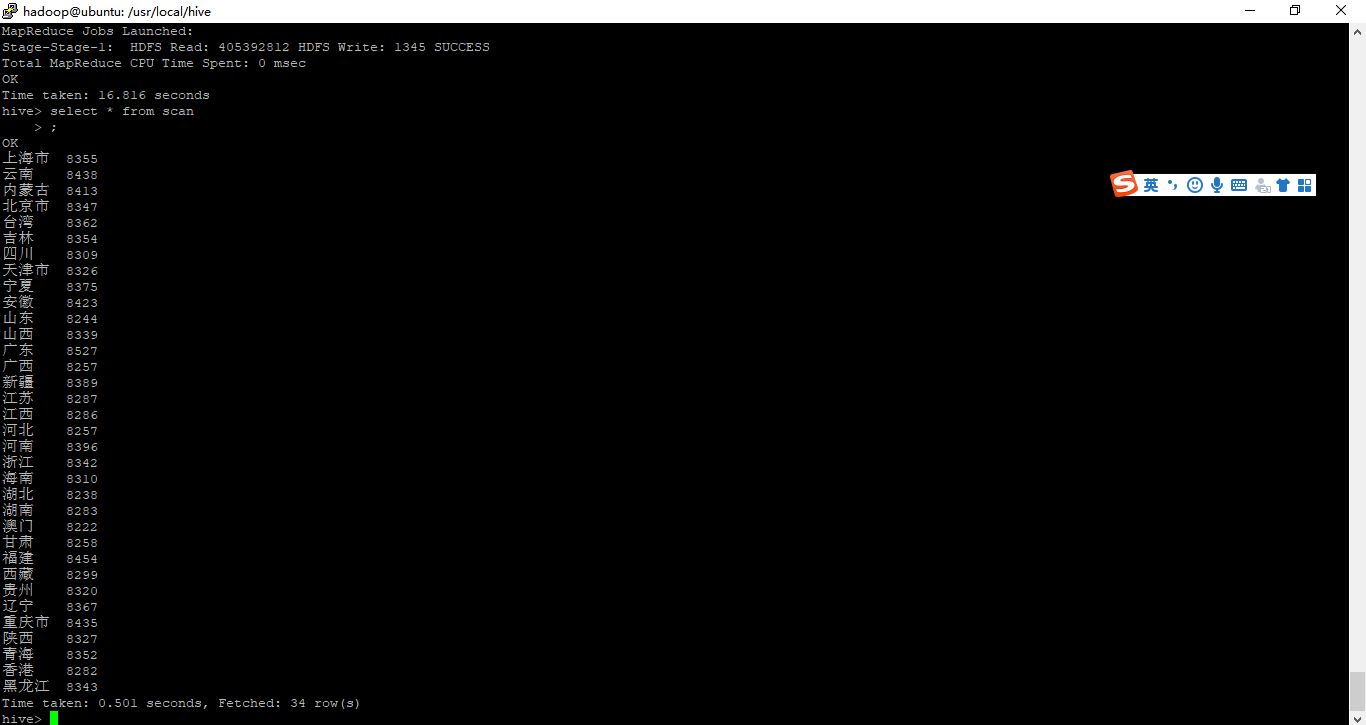 hadoop@ubuntu: /usr/local/hive
MapReduce Jobs Launched:
Stage-Stage-1:  HDFS Read: 405392812 HDFS Write: 1345 SUCCESS
Total MapReduce CPU Time Spent: 0 msec
OK
Time taken: 16.816 seconds
hive> select * from scan
    > ;
OK
上海市  8355
云南    8438
内蒙古  8413
北京市  8347
台湾    8362
吉林    8354
四川    8309
天津市  8326
宁夏    8375
安徽    8423
山东    8244
山西    8339
广东    8527
广西    8257
新疆    8389
江苏    8287
江西    8286
河北    8257
河南    8396
浙江    8342
海南    8310
湖北    8238
湖南    8283
澳门    8222
甘肃    8258
福建    8454
西藏    8299
贵州    8320
辽宁    8367
重庆市  8435
陕西    8327
青海    8352
香港    8282
黑龙江  8343
Time taken: 0.501 seconds, Fetched: 34 row(s)
hive>
S 英